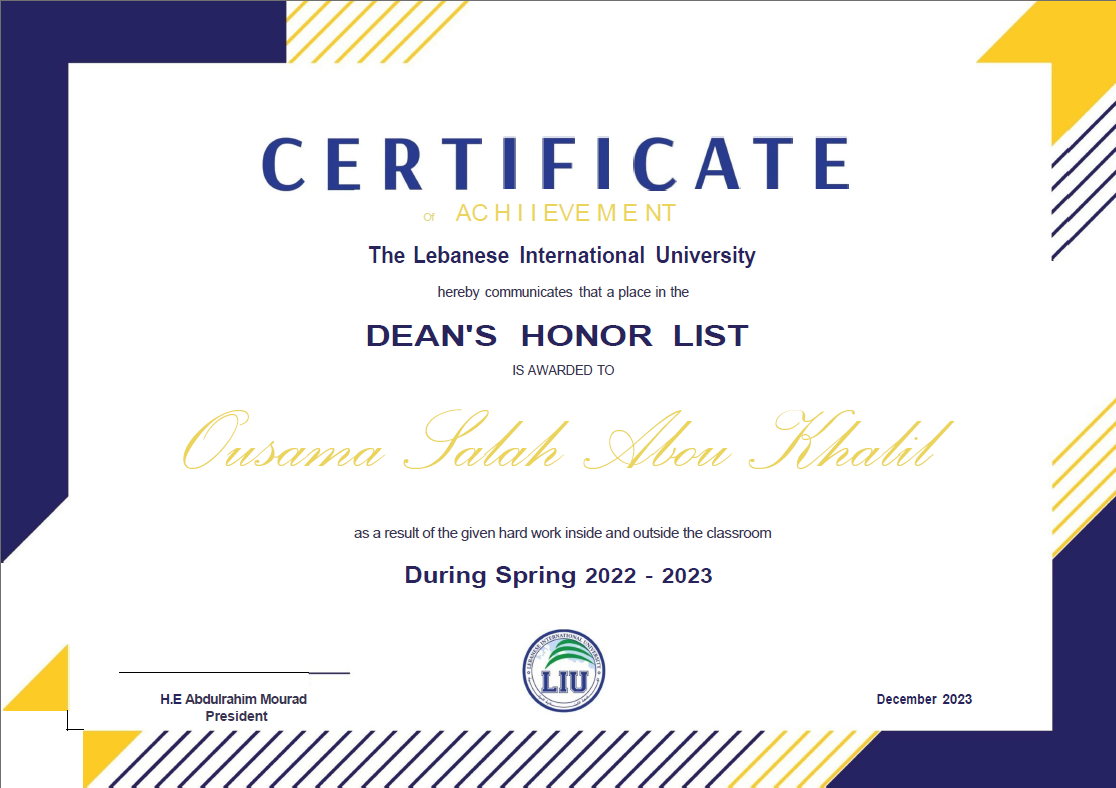 CERTIFICATE
Of ACHIIEVEMENT
The Lebanese International University
hereby communicates that a place in the
DEAN'S HONOR LIST
IS AWARDED TO
Ousama Salah Abou Khalil
as a result of the given hard work inside and outside the classroom
During Spring 2022 - 2023
LEBANESE INTERNATIONAL UNIVERSITY
LIU
H.E Abdulrahim Mourad
President
December 2023